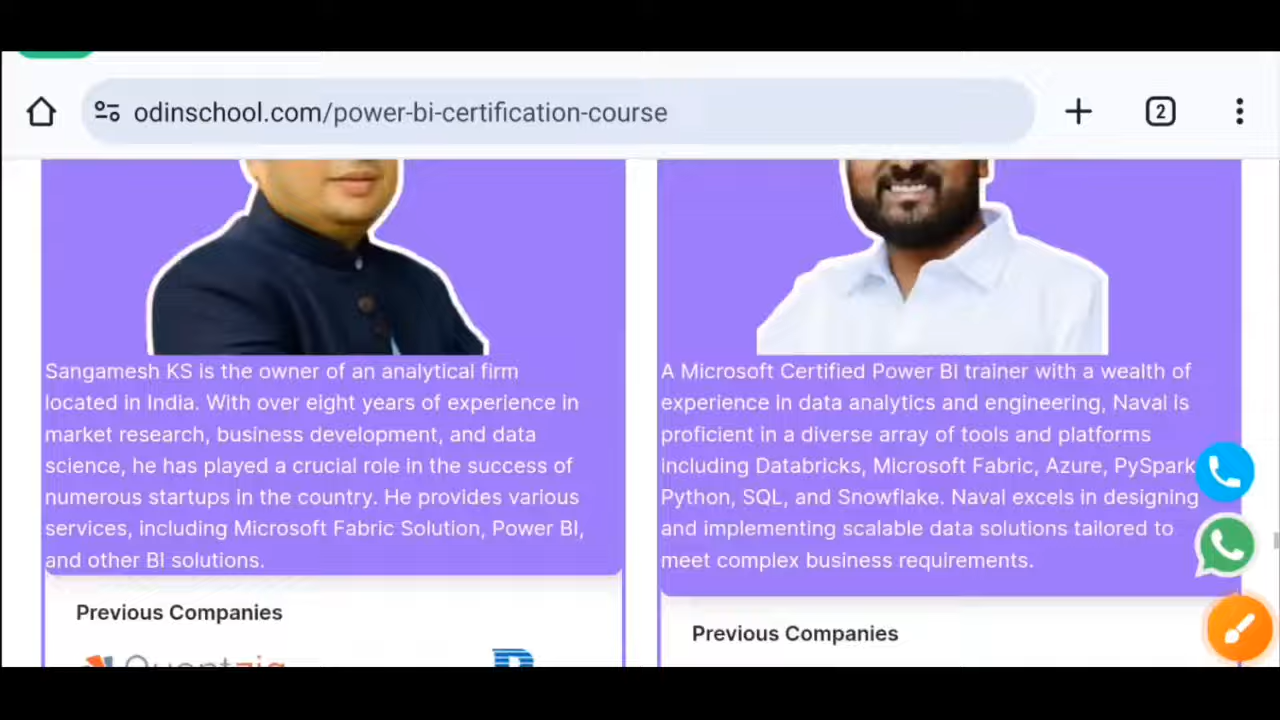 odinschool.com/power-bi-certification-course
2
Sangamesh KS is the owner of an analytical firm
located in India. With over eight years of experience in
market research, business development, and data
science, he has played a crucial role in the success of
numerous startups in the country. He provides various
services, including Microsoft Fabric Solution, Power BI,
and other BI solutions.
Previous Companies
A Microsoft Certified Power BI trainer with a wealth of
experience in data analytics and engineering, Naval is
proficient in a diverse array of tools and platforms
including Databricks, Microsoft Fabric, Azure, PySpark
Python, SQL, and Snowflake. Naval excels in designing
and implementing scalable data solutions tailored to
meet complex business requirements.
Previous Companies